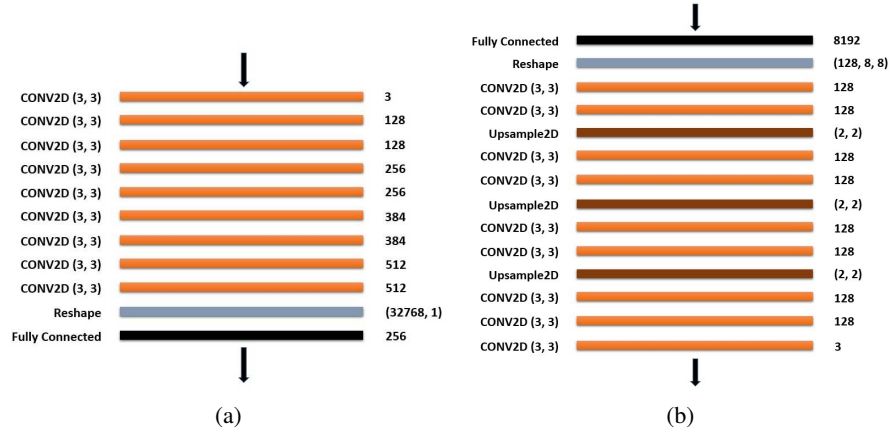 CONV2D (3, 3) 3
CONV2D (3, 3) 128
CONV2D (3, 3) 128
CONV2D (3, 3) 256
CONV2D (3, 3) 256
CONV2D (3, 3) 384
CONV2D (3, 3) 384
CONV2D (3, 3) 512
CONV2D (3, 3) 512
Reshape (32768, 1)
Fully Connected 256
(a)
Fully Connected 8192
Reshape (128, 8, 8)
CONV2D (3, 3) 128
CONV2D (3, 3) 128
Upsample2D (2, 2)
CONV2D (3, 3) 128
CONV2D (3, 3) 128
Upsample2D (2, 2)
CONV2D (3, 3) 128
CONV2D (3, 3) 128
Upsample2D (2, 2)
CONV2D (3, 3) 128
CONV2D (3, 3) 128
CONV2D (3, 3) 3
(b)